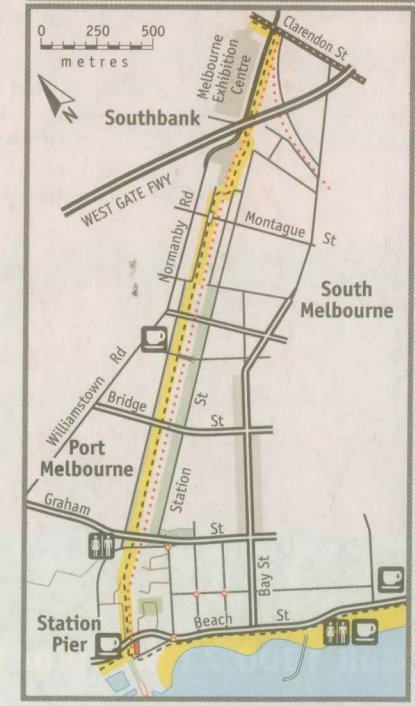 0 250 500
metres
N
Clarendon St
Melbourne
Exhibition
Centre
Southbank
WEST GATE FWY
Normanby Rd
Montague St
South
Melbourne
Williamstown Rd
Bridge St
St
Station
Port
Melbourne
Graham St
Bay St
Station
Pier
Beach St